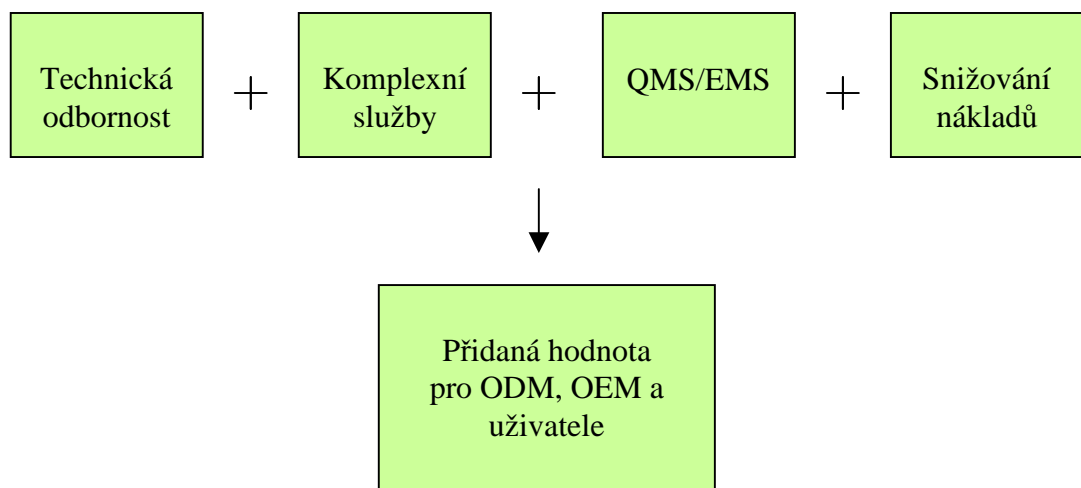 Technická
odbornost
+
Komplexní
služby
+
QMS/EMS
+
Snižování
nákladů
Přidaná hodnota
pro ODM, OEM a
uživatele